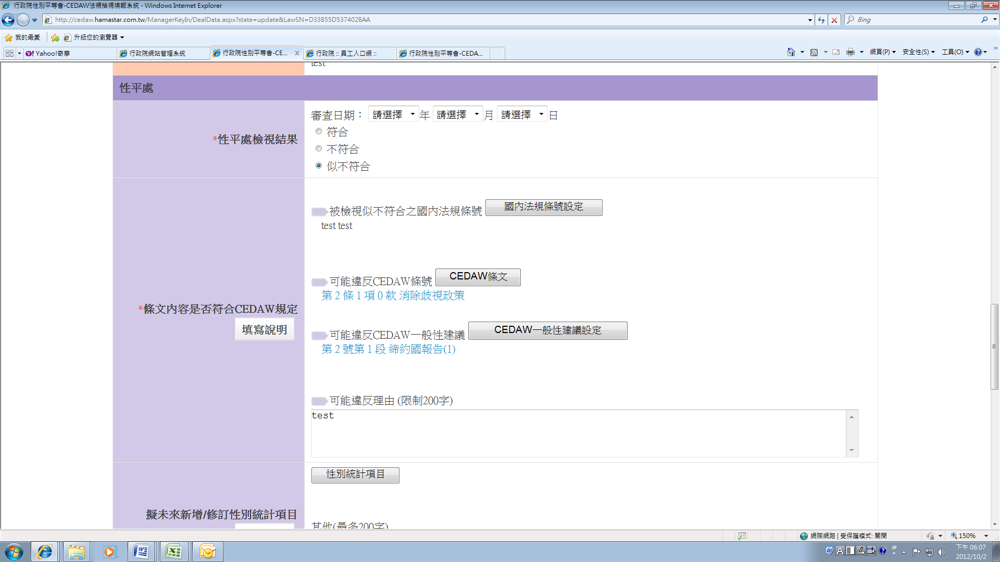 行政院性別平等會-CEDAW法規檢視填報系統 - Windows Internet Explorer
http://cedaw.hamastar.com.tw/ManagerKeyIn/DealData.aspx?state=update&LawSN=D33B55D537402BAA
Bing
我的最愛
升級您的瀏覽器
Yahoo!奇摩
行政院網站管理系統
行政院性別平等會-CE...
行政院 :: 員工入口網 ::
行政院性別平等會-CEDA...
網頁(P)
安全性(S)
工具(O)
test
性平處
*性平處檢視結果
審查日期： 請選擇 年 請選擇 月 請選擇 日
符合
不符合
似不符合
*條文內容是否符合CEDAW規定
填寫說明
被檢視似不符合之國內法規條號 國內法規條號設定
test test
可能違反CEDAW條號 CEDAW條文
第 2 條 1 項 0 款 消除歧視政策
可能違反CEDAW一般性建議 CEDAW一般性建議設定
第 2 號第 1 段 締約國報告(1)
可能違反理由 (限制200字)
test
性別統計項目
擬未來新增/修訂性別統計項目
其他(最多200字)
網際網路 | 受保護模式: 關閉
150%
下午 06:07
2012/10/2